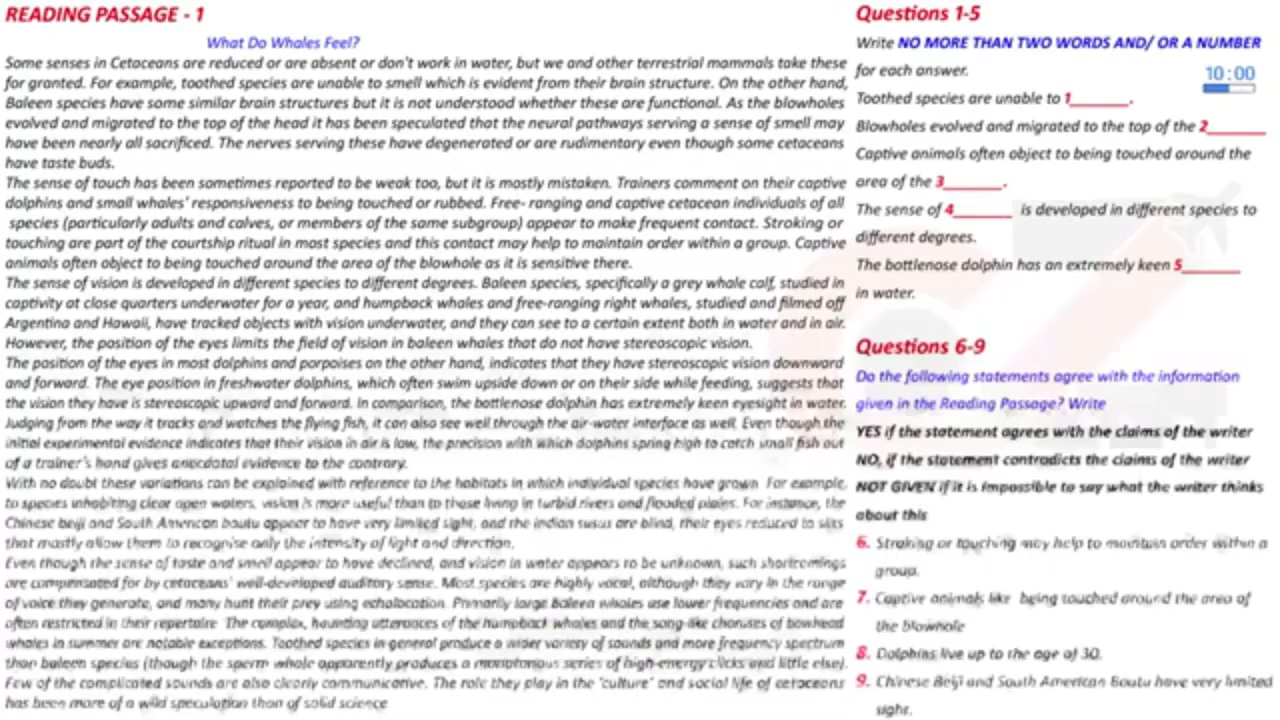 READING PASSAGE - 1
What Do Whales Feel?
Some senses in Cetaceans are reduced or are absent or don't work in water, but we and other terrestrial mammals take these
for granted. For example, toothed species are unable to smell which is evident from their brain structure. On the other hand,
Baleen species have some similar brain structures but it is not understood whether these are functional. As the blowholes
evolved and migrated to the top of the head it has been speculated that the neural pathways serving a sense of smell may
have been nearly all sacrificed. The nerves serving these have degenerated or are rudimentary even though some cetaceans
have taste buds.
The sense of touch has been sometimes reported to be weak too, but it is mostly mistaken. Trainers comment on their captive
dolphins and small whales' responsiveness to being touched or rubbed. Free- ranging and captive cetacean individuals of all
species (particularly adults and calves, or members of the same subgroup) appear to make frequent contact. Stroking or
touching are part of the courtship ritual in most species and this contact may help to maintain order within a group. Captive
animals often object to being touched around the area of the blowhole as it is sensitive there.
The sense of vision is developed in different species to different degrees. Baleen species, specifically a grey whale calf, studied in
captivity at close quarters underwater for a year, and humpback whales and free-ranging right whales, studied and filmed off
Argentina and Hawaii, have tracked objects with vision underwater, and they can see to a certain extent both in water and in air.
However, the position of the eyes limits the field of vision in baleen whales that do not have stereoscopic vision.
The position of the eyes in most dolphins and porpoises on the other hand, indicates that they have stereoscopic vision downward
and forward. The eye position in freshwater dolphins, which often swim upside down or on their side while feeding, suggests that
the vision they have is stereoscopic upward and forward. In comparison, the bottlenose dolphin has extremely keen eyesight in water.
Judging from the way it tracks and watches the flying fish, it can also see well through the air-water interface as well. Even though the
initial experimental evidence indicates that their vision in air is low, the precision with which dolphins spring high to catch small fish out
of a trainer's hand gives anecdotal evidence to the contrary.
With no doubt these variations can be explained with reference to the habitats in which individual species have grown. For example,
to species inhabiting clear open waters, vision is more useful than to those living in turbid rivers and flooded plains. For instance, the
Chinese beiji and South American boutu appear to have very limited sight, and the Indian susus are blind, their eyes reduced to slits
that mostly allow them to recognise only the intensity of light and direction.
Even though the sense of taste and smell appear to have declined, and vision in water appears to be unknown, such shortcomings
are compensated for by cetaceans' well-developed auditory sense. Most species are highly vocal, although they vary in the range
of voice they generate, and many hunt their prey using echolocation. Primarily large Baleen whales use lower frequencies and are
often restricted in their repertoire. The complex, haunting utterances of the humpback whales and the song-like choruses of bowhead
whales in summer are notable exceptions. Toothed species in general produce a wider variety of sounds and more frequency spectrum
than baleen species (though the sperm whale apparently produces a monotonous series of high-energy clicks and little else).
Few of the complicated sounds are also clearly communicative. The role they play in the 'culture' and social life of cetaceans
has been more of a wild speculation than of solid science
Questions 1-5
Write NO MORE THAN TWO WORDS AND/ OR A NUMBER
for each answer.
10:00
Toothed species are unable to 1_______.
Blowholes evolved and migrated to the top of the 2_______
Captive animals often object to being touched around the
area of the 3_______.
The sense of 4_______ is developed in different species to
different degrees.
The bottlenose dolphin has an extremely keen 5_______
in water.
Questions 6-9
Do the following statements agree with the information
given in the Reading Passage? Write
YES if the statement agrees with the claims of the writer
NO, if the statement contradicts the claims of the writer
NOT GIVEN if it is impossible to say what the writer thinks
about this
6. Stroking or touching may help to maintain order within a
group.
7. Captive animals like being touched around the area of
the blowhole
8. Dolphins live up to the age of 30.
9. Chinese Beiji and South American Boutu have very limited
sight.